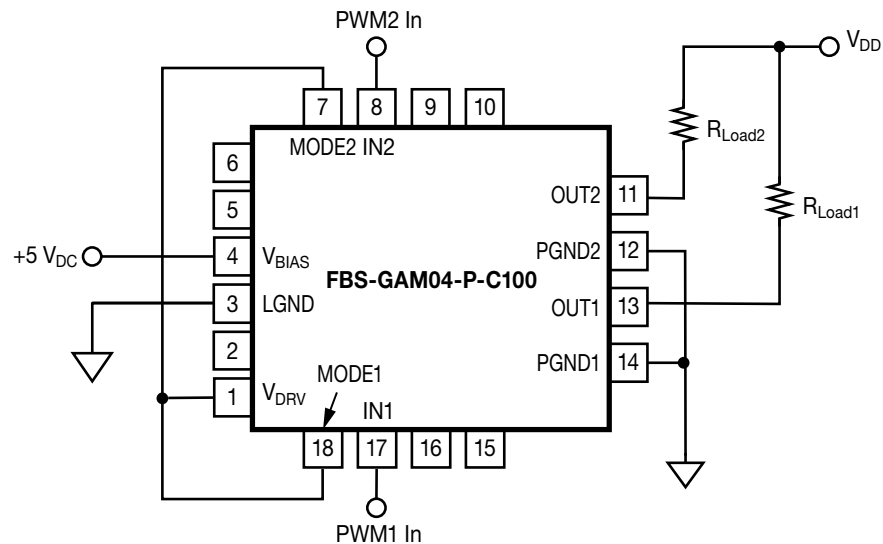 PWM2 In
7 8 9 10
V_DD
MODE2 IN2
R_Load2
6
5
OUT2 11
R_Load1
+5 V_DC
4 V_BIAS
PGND2 12
FBS-GAM04-P-C100
3 LGND
OUT1 13
2
MODE1
PGND1 14
1 V_DRV
IN1
18 17 16 15
PWM1 In